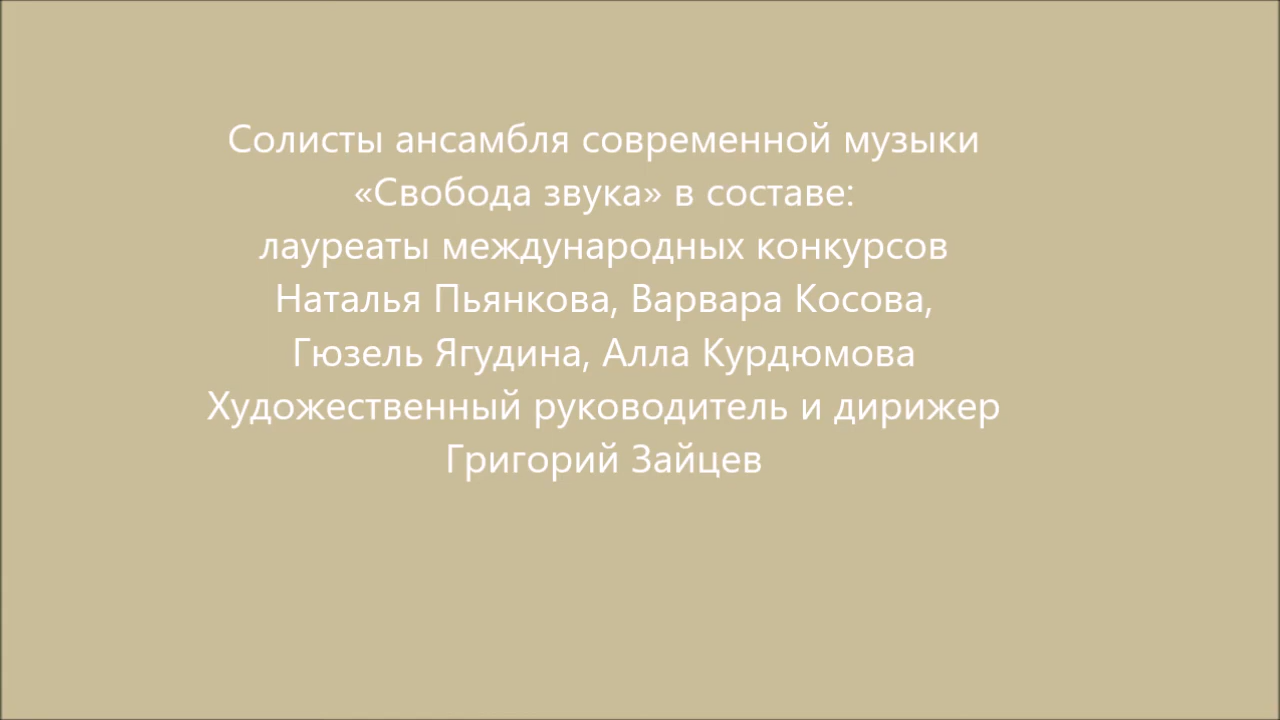 Солисты ансамбля современной музыки
«Свобода звука» в составе:
лауреаты международных конкурсов
Наталья Пьянкова, Варвара Косова,
Гюзель Ягудина, Алла Курдюмова
Художественный руководитель и дирижер
Григорий Зайцев